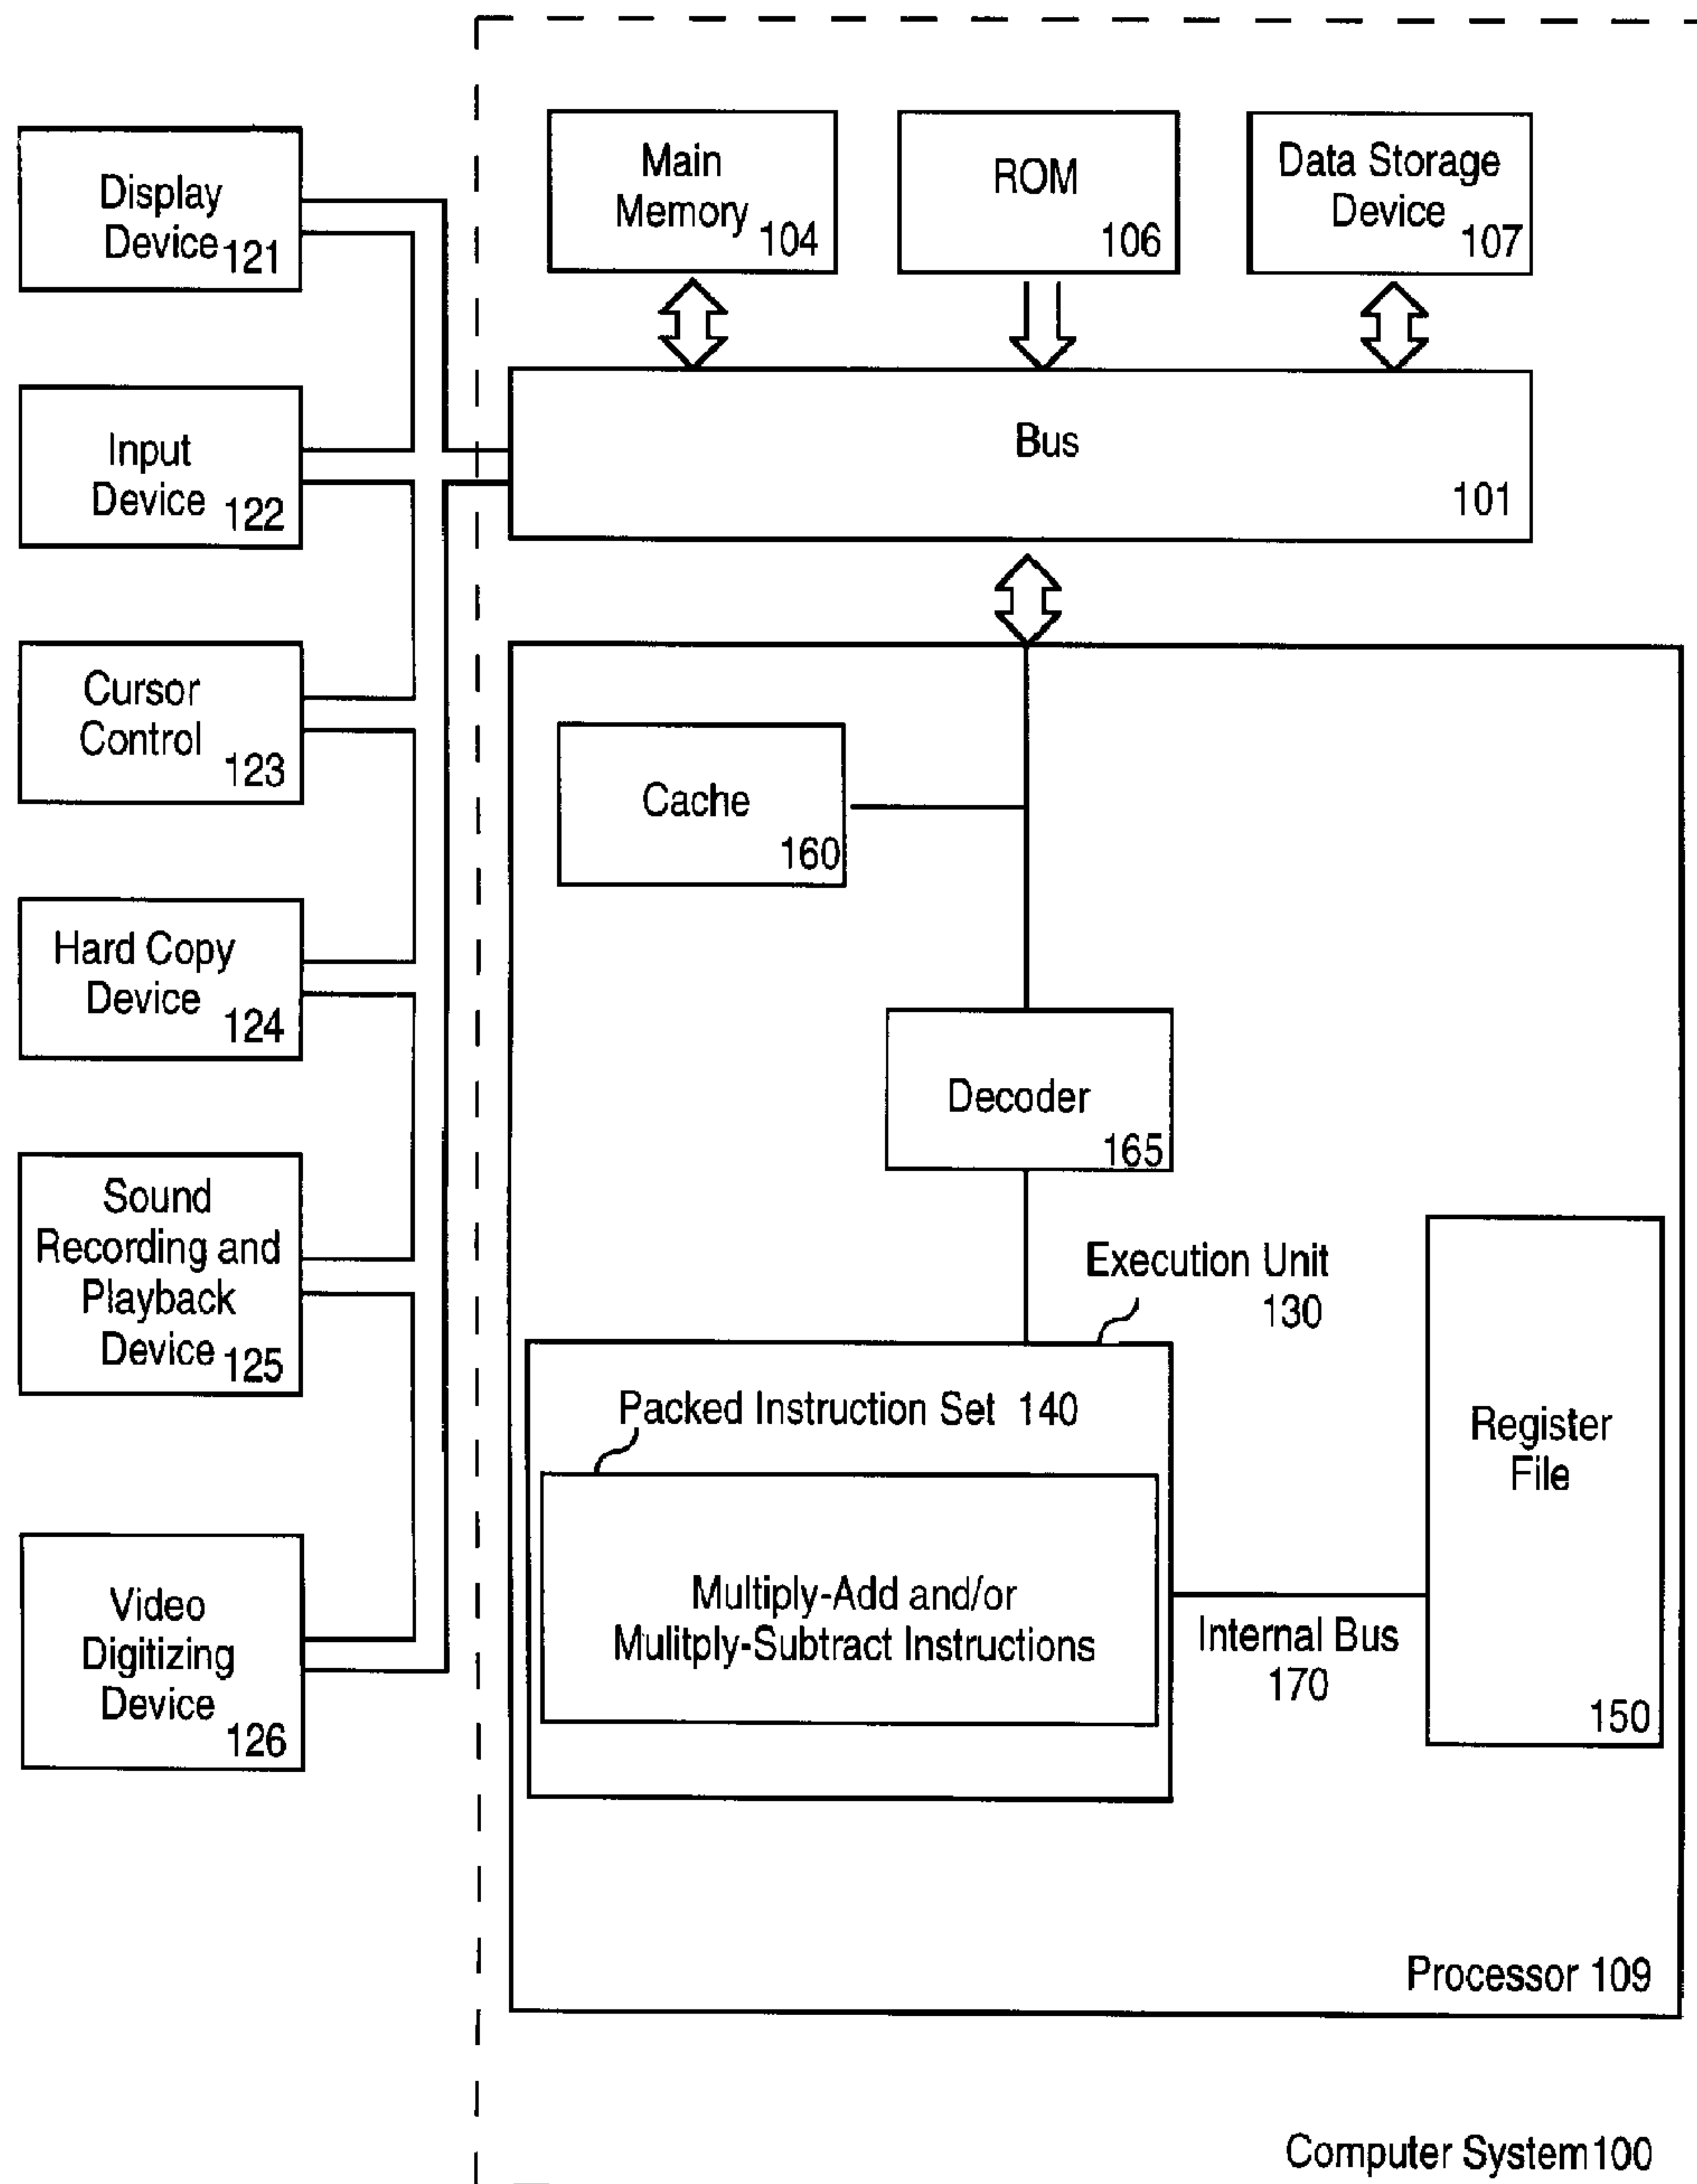 Display
Device 121
Input
Device 122
Cursor
Control
123
Hard Copy
Device
124
Sound
Recording and
Playback
Device 125
Video
Digitizing
Device
126
Main
Memory 104
ROM
106
Data Storage
Device 107
Bus
101
Cache
160
Decoder
165
Execution Unit
130
Packed Instruction Set 140
Multiply-Add and/or
Mulitply-Subtract Instructions
Internal Bus
170
Register
File
150
Processor 109
Computer System100